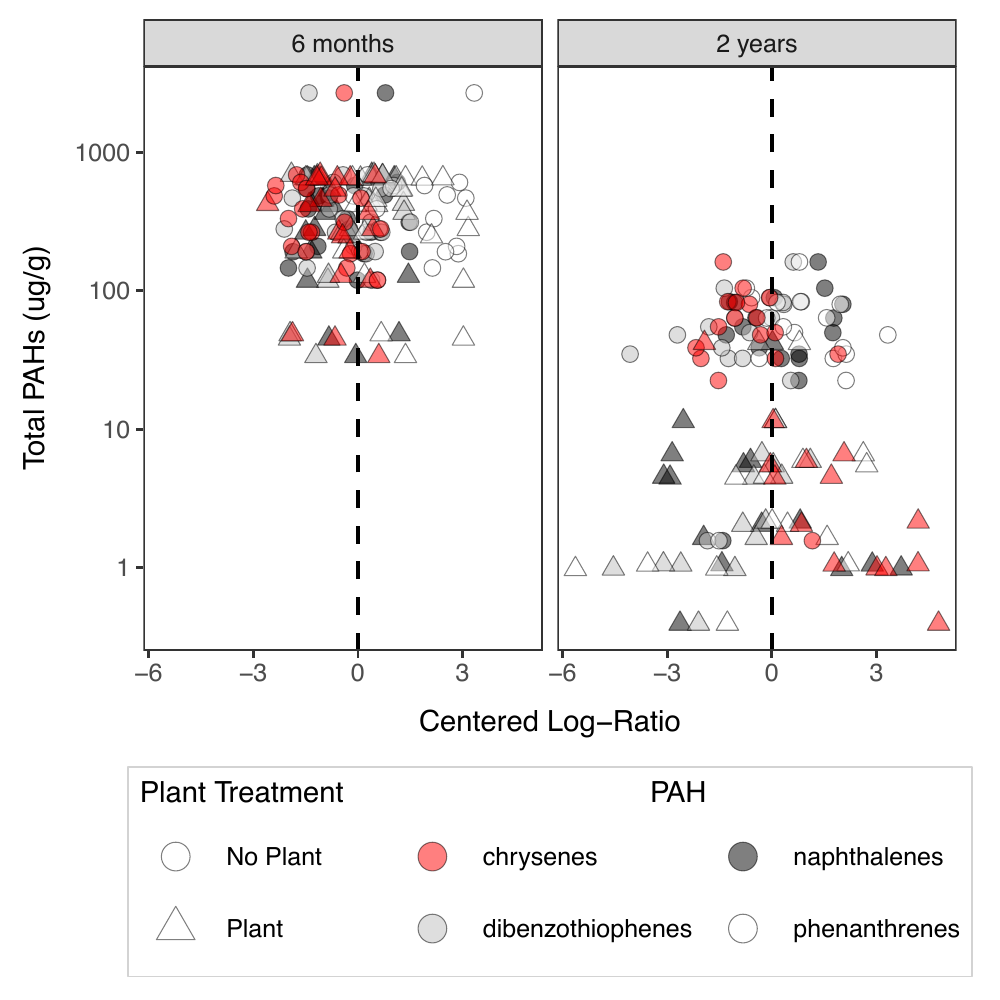 6 months
2 years
Total PAHs (ug/g)
1000
100
10
1
−6
−3
0
3
−6
−3
0
3
Centered Log−Ratio
Plant Treatment
PAH
No Plant
chrysenes
naphthalenes
Plant
dibenzothiophenes
phenanthrenes